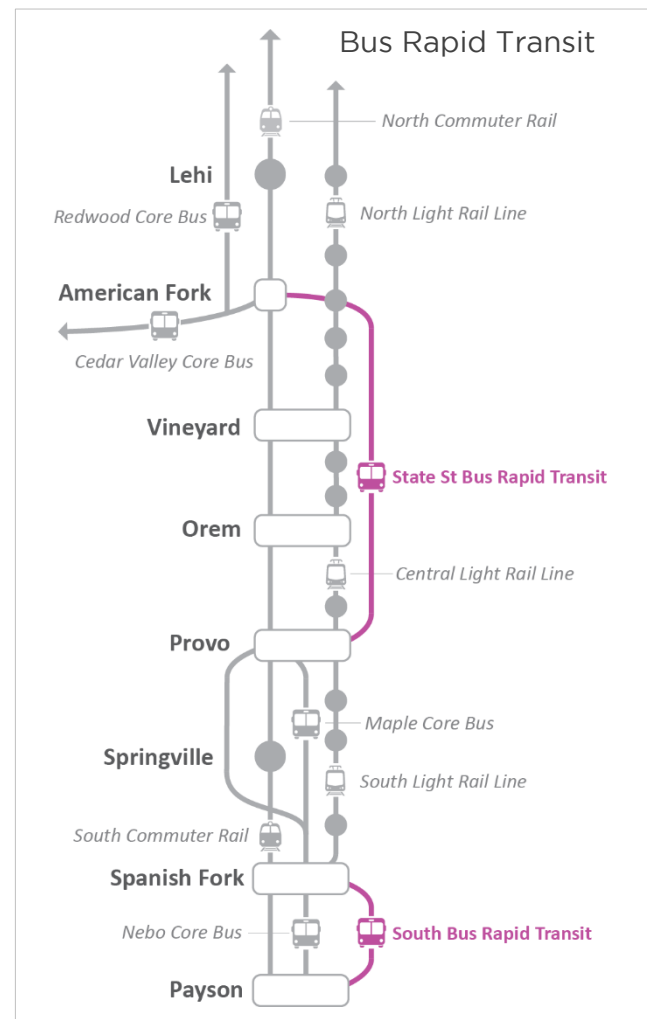 Bus Rapid Transit
North Commuter Rail
Lehi
Redwood Core Bus
North Light Rail Line
American Fork
Cedar Valley Core Bus
Vineyard
State St Bus Rapid Transit
Orem
Central Light Rail Line
Provo
Maple Core Bus
Springville
South Light Rail Line
South Commuter Rail
Spanish Fork
Nebo Core Bus
South Bus Rapid Transit
Payson